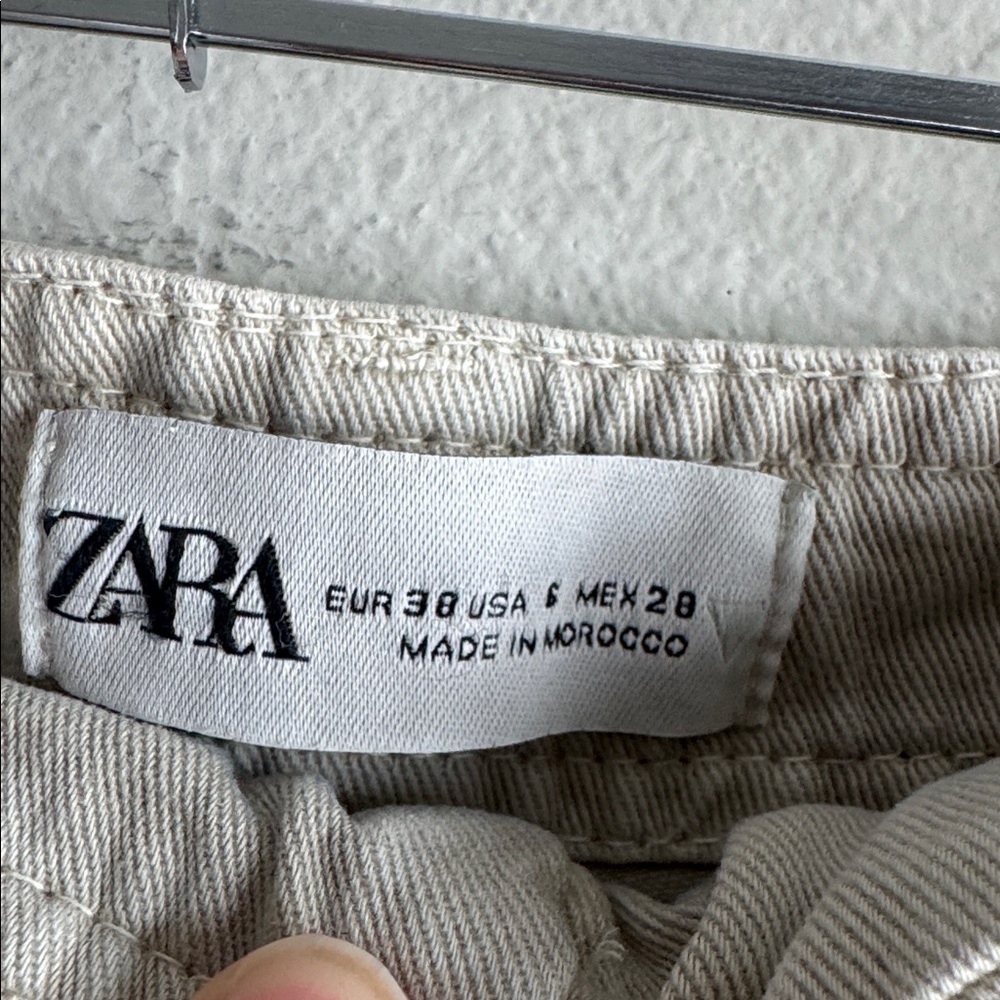 ZARA
EUR 38 USA 6 MEX 28
MADE IN MOROCCO